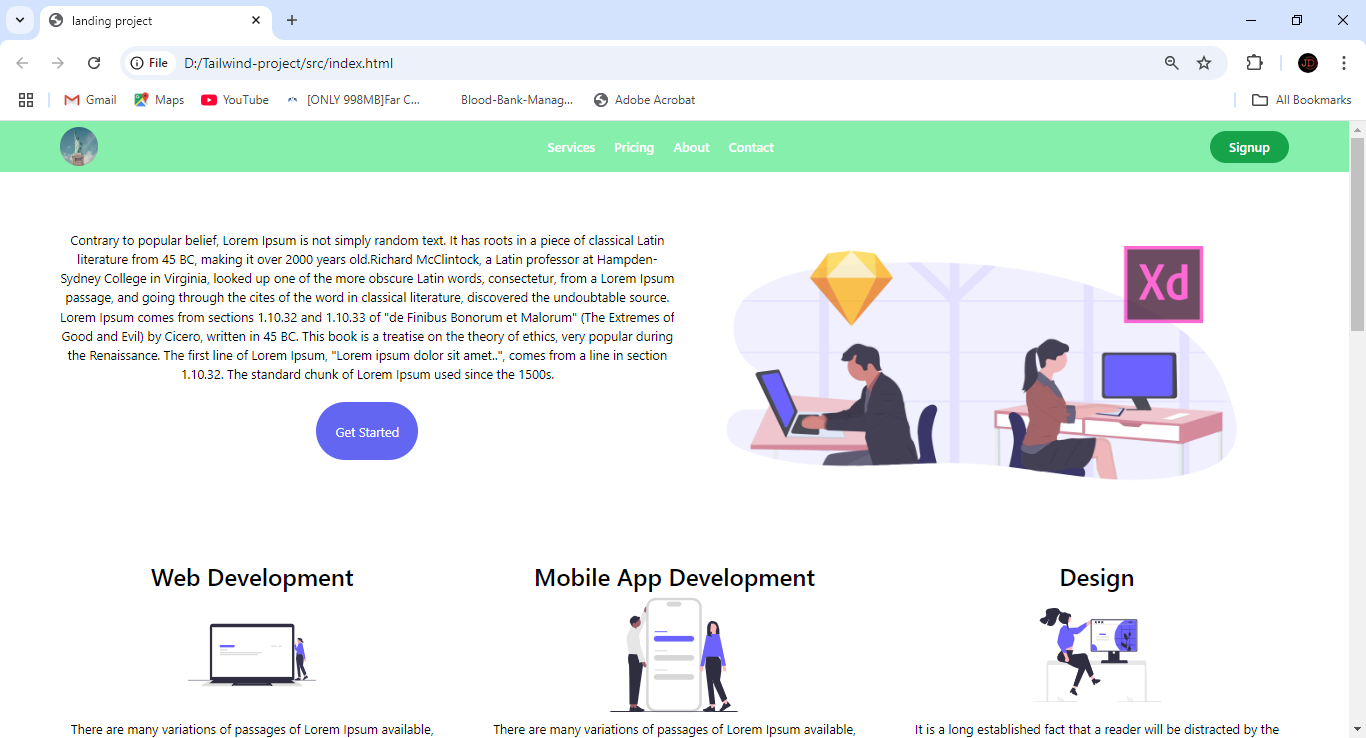 landing project
File
D:/Tailwind-project/src/index.html
JD
Gmail
Maps
YouTube
[ONLY 998MB]Far C...
Blood-Bank-Manag...
Adobe Acrobat
All Bookmarks
Services
Pricing
About
Contact
Signup
Contrary to popular belief, Lorem Ipsum is not simply random text. It has roots in a piece of classical Latin
literature from 45 BC, making it over 2000 years old.Richard McClintock, a Latin professor at Hampden-
Sydney College in Virginia, looked up one of the more obscure Latin words, consectetur, from a Lorem Ipsum
passage, and going through the cites of the word in classical literature, discovered the undoubtable source.
Lorem Ipsum comes from sections 1.10.32 and 1.10.33 of "de Finibus Bonorum et Malorum" (The Extremes of
Good and Evil) by Cicero, written in 45 BC. This book is a treatise on the theory of ethics, very popular during
the Renaissance. The first line of Lorem Ipsum, "Lorem ipsum dolor sit amet..", comes from a line in section
1.10.32. The standard chunk of Lorem Ipsum used since the 1500s.
Get Started
Xd
Web Development
Mobile App Development
Design
There are many variations of passages of Lorem Ipsum available,
There are many variations of passages of Lorem Ipsum available,
It is a long established fact that a reader will be distracted by the